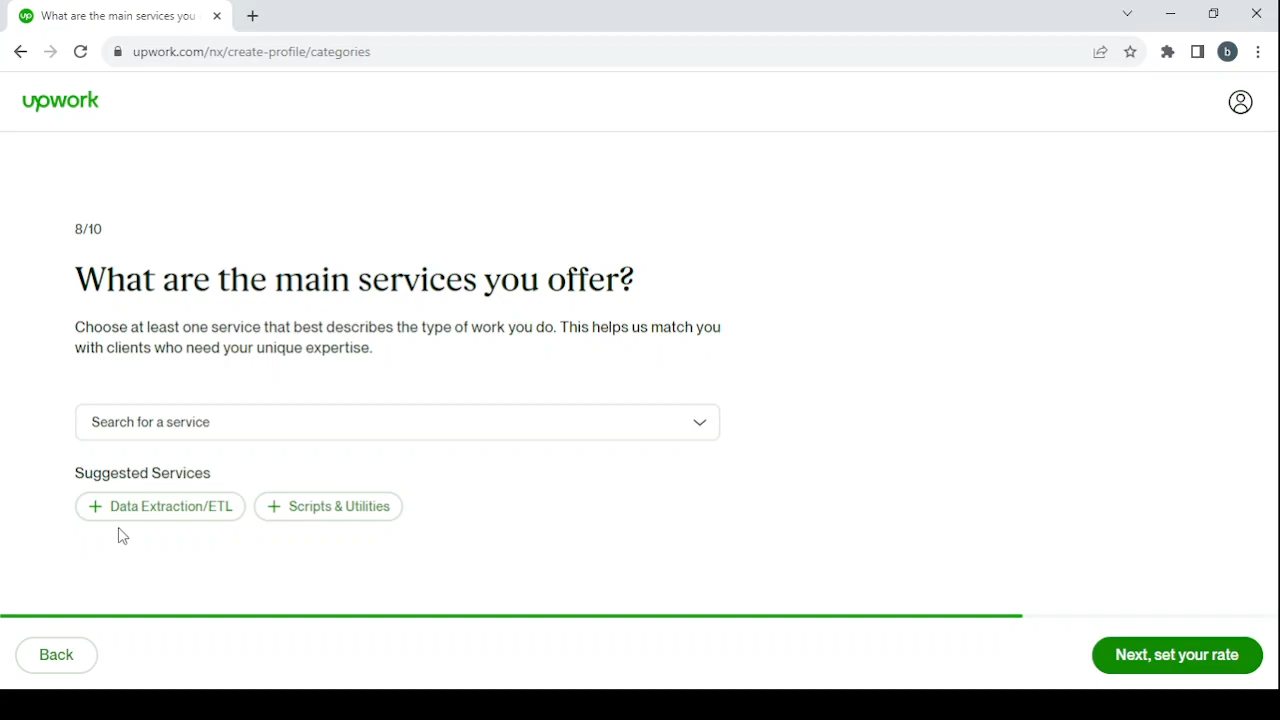 up What are the main services you
upwork.com/nx/create-profile/categories
b
upwork
8/10
What are the main services you offer?
Choose at least one service that best describes the type of work you do. This helps us match you
with clients who need your unique expertise.
Search for a service
Suggested Services
+ Data Extraction/ETL + Scripts & Utilities
Back Next, set your rate